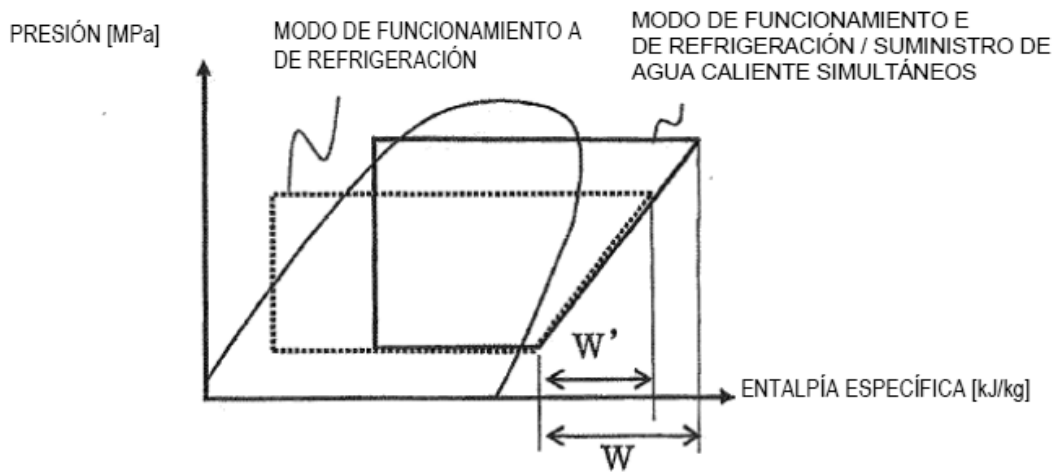 PRESIÓN [MPa]
MODO DE FUNCIONAMIENTO A
DE REFRIGERACIÓN
MODO DE FUNCIONAMIENTO E
DE REFRIGERACIÓN / SUMINISTRO DE
AGUA CALIENTE SIMULTÁNEOS
W'
ENTALPÍA ESPECÍFICA [kJ/kg]
W